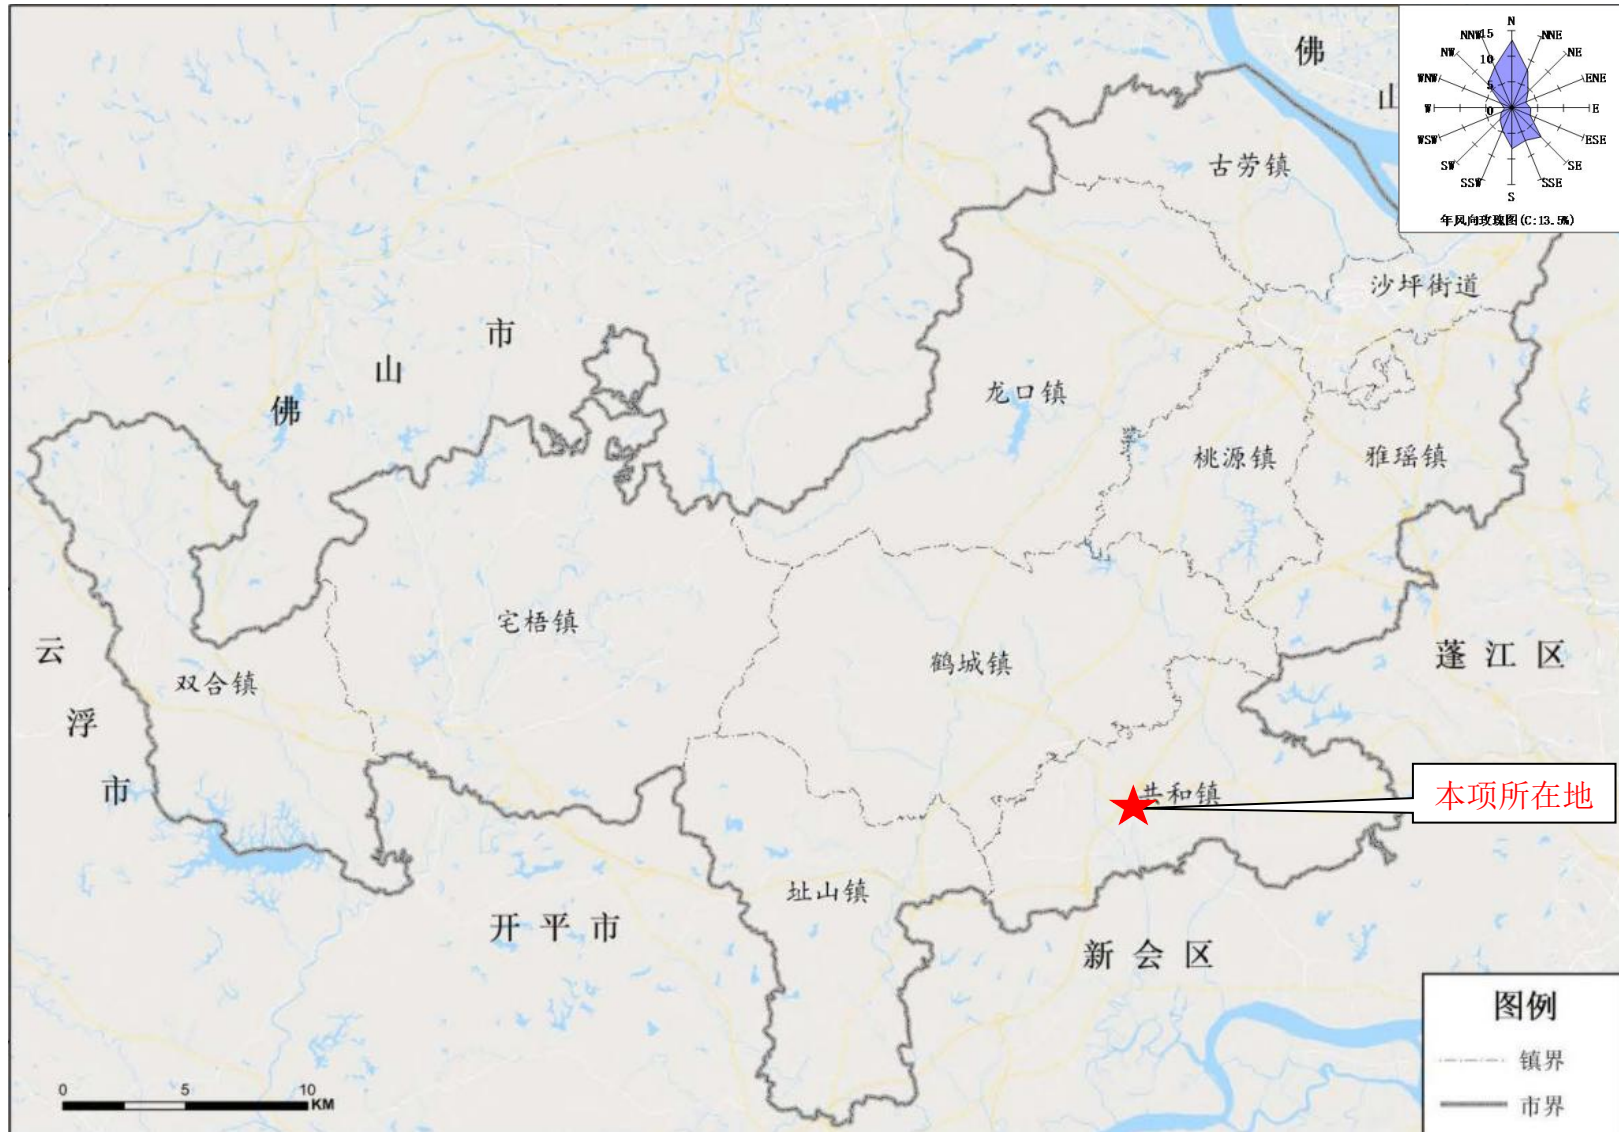 N
NNW
15
NNE
NW
10
NE
WNW
5
ENE
W
0
E
WSW
ESE
SW
SE
SSW
SSE
S
年风向玫瑰图(C:13.5%)
佛
山
古劳镇
沙坪街道
佛山市
龙口镇
桃源镇
雅瑶镇
宅梧镇
鹤城镇
双合镇
云浮市
蓬江区
共和镇
本项所在地
址山镇
开平市
新会区
图例
镇界
市界
0 5 10
KM